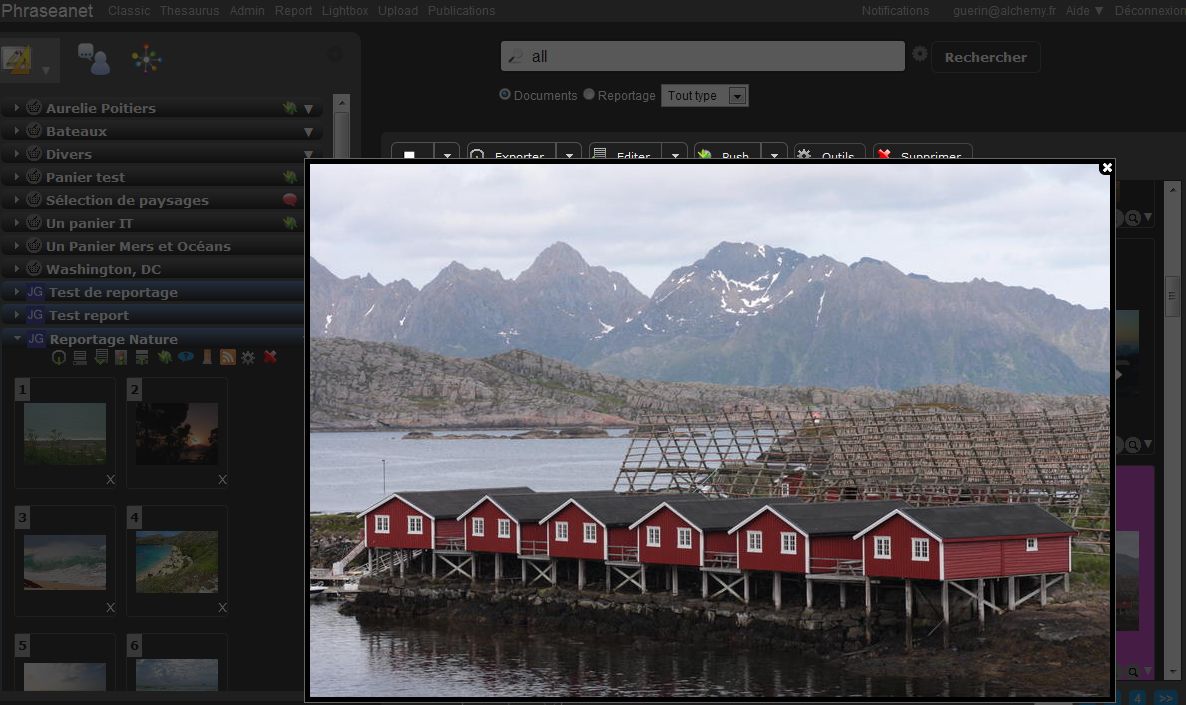 Phraseanet Classic Thesaurus Admin Report Lightbox Upload Publications Notifications guerin@alchemy.fr Aide ▼ Déconnexion
all
Rechercher
Documents Reportage Tout type
Exporter Editer Push Outils Supprimer
Aurelie Poitiers
Bateaux
Divers
Panier test
Sélection de paysages
Un panier IT
Un Panier Mers et Océans
Washington, DC
JG Test de reportage
JG Test report
JG Reportage Nature
1 2
X X
3 4
X X
5 6
4 >>